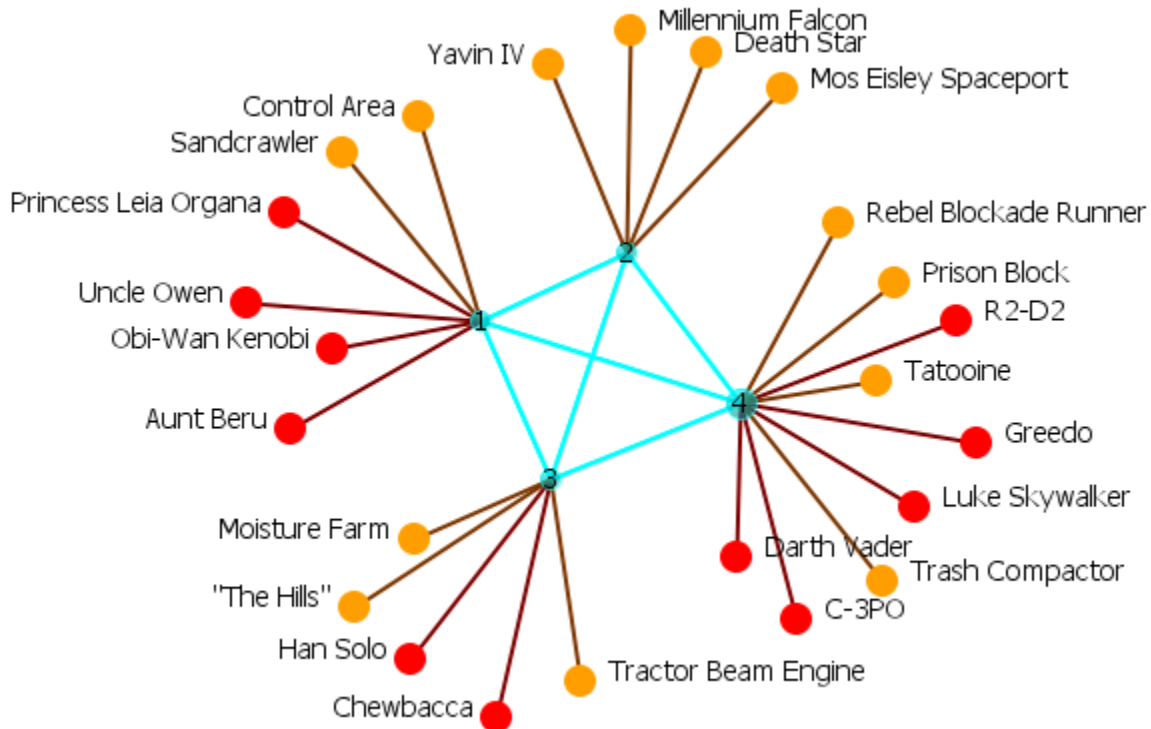 Millennium Falcon
Death Star
Yavin IV
Mos Eisley Spaceport
Control Area
Sandcrawler
Princess Leia Organa
Rebel Blockade Runner
2
Prison Block
Uncle Owen
R2-D2
1
Obi-Wan Kenobi
Tatooine
4
Aunt Beru
Greedo
3
Luke Skywalker
Moisture Farm
Darth Vader
Trash Compactor
"The Hills"
C-3PO
Han Solo
Tractor Beam Engine
Chewbacca